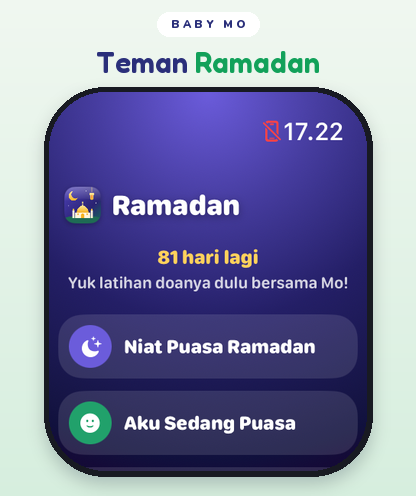 BABY MO
Teman Ramadan
17.22
Ramadan
81 hari lagi
Yuk latihan doanya dulu bersama Mo!
Niat Puasa Ramadan
Aku Sedang Puasa